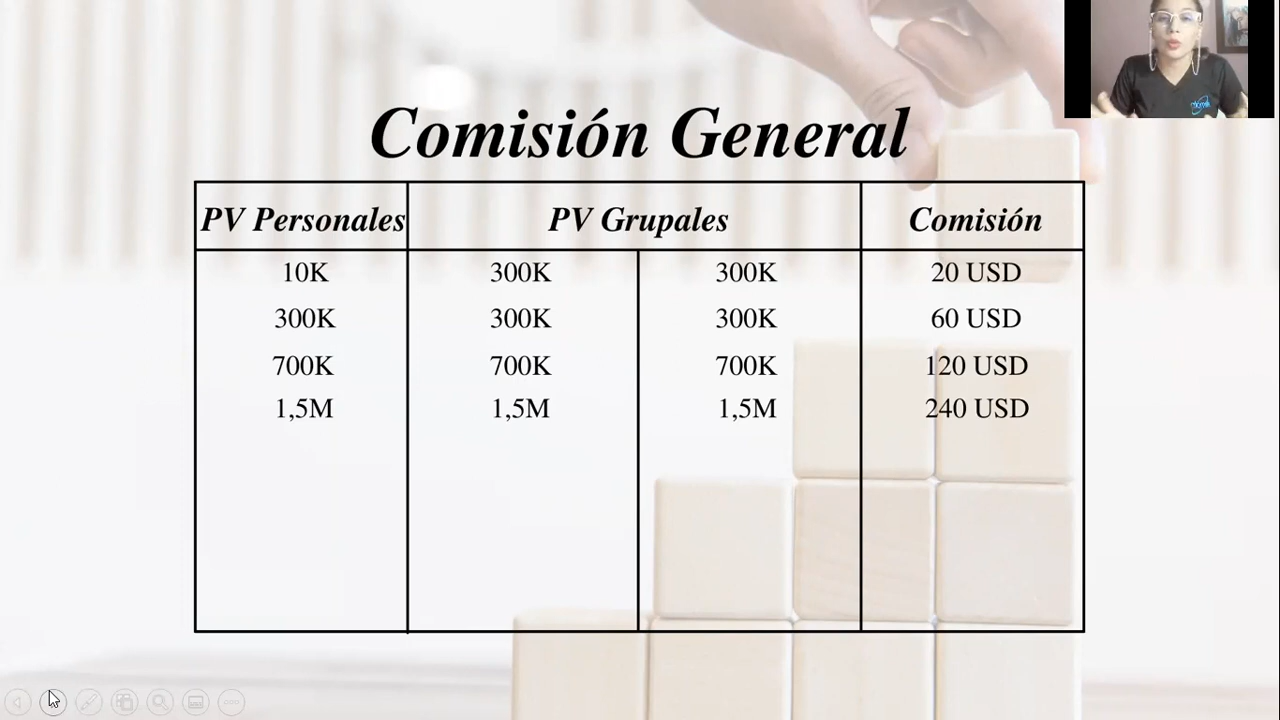 Comisión General
PV Personales PV Grupales Comisión
10K 300K 300K 20 USD
300K 300K 300K 60 USD
700K 700K 700K 120 USD
1,5M 1,5M 1,5M 240 USD